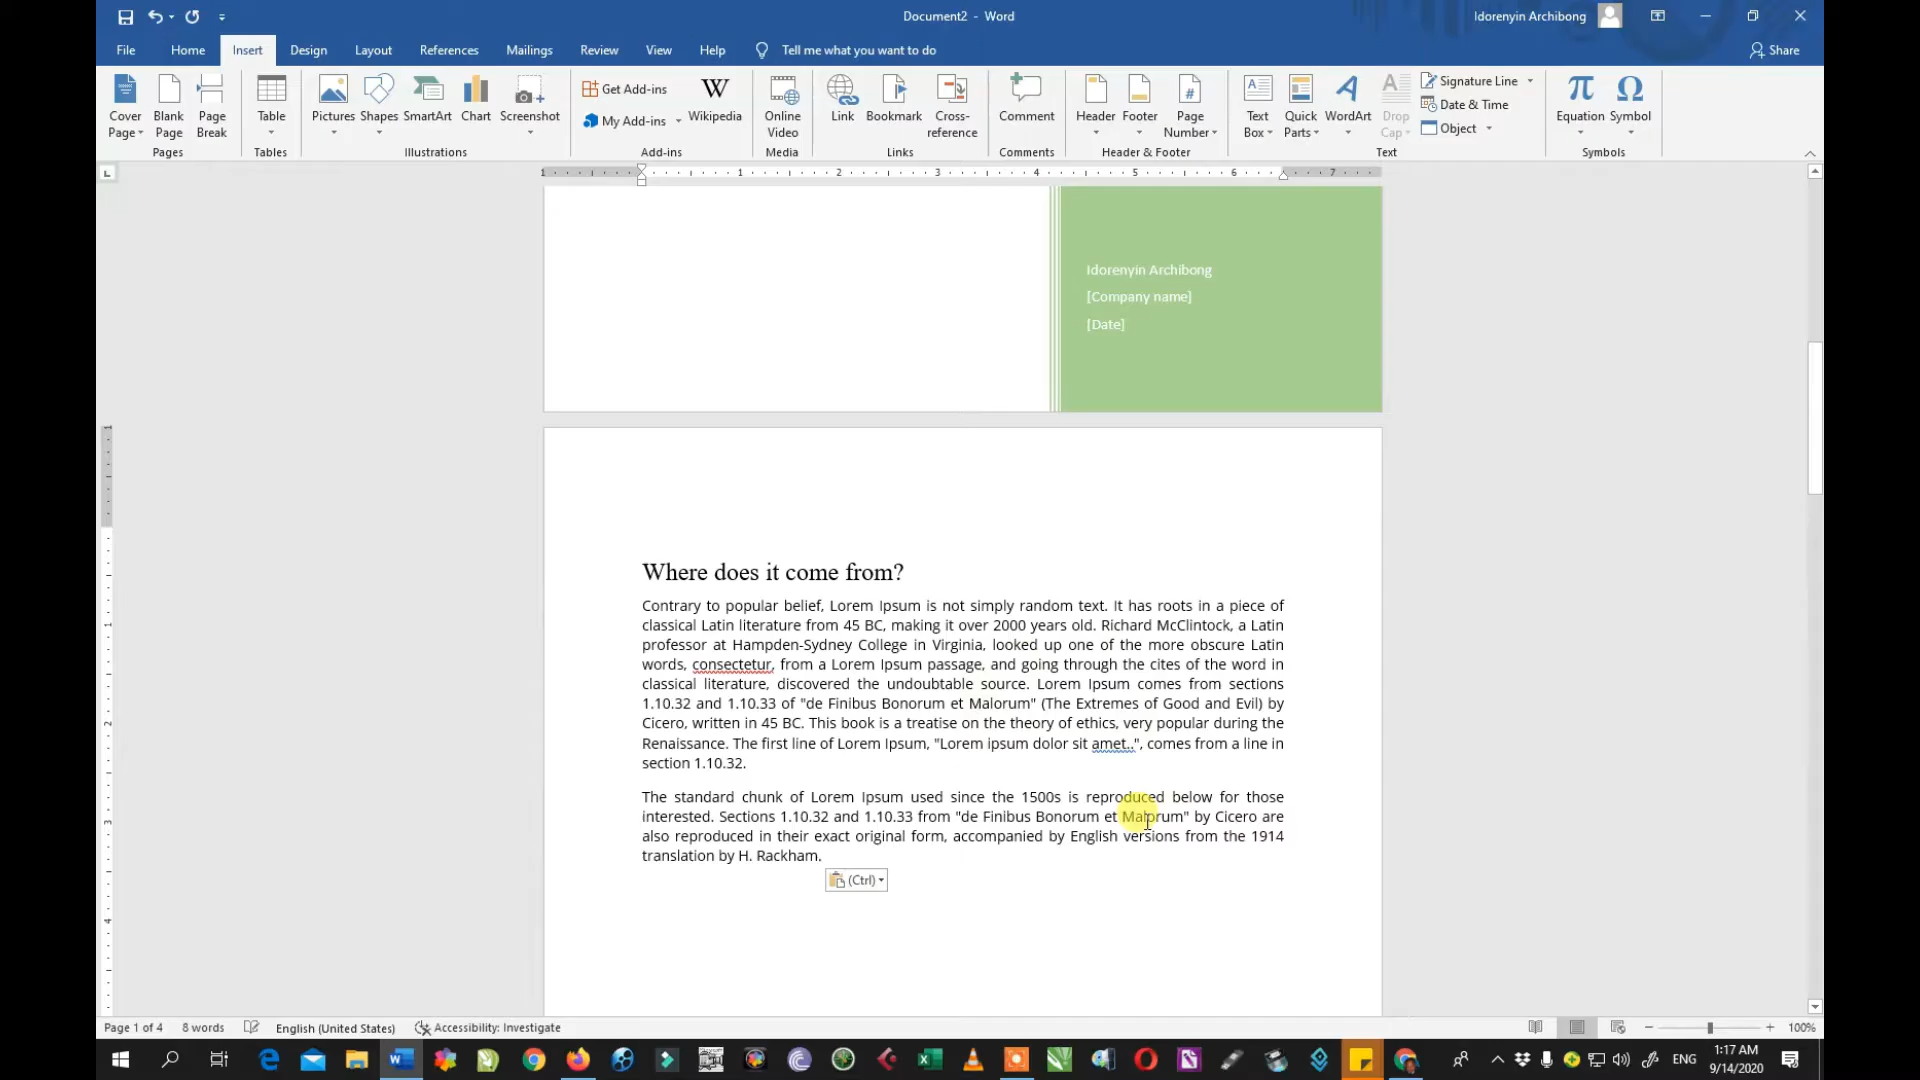 Document2 - Word
Idorenyin Archibong
File Home Insert Design Layout References Mailings Review View Help Tell me what you want to do Share
Cover Page
Blank Page
Page Break
Table
Pictures
Shapes
SmartArt
Chart
Screenshot
Get Add-ins
My Add-ins
W
Wikipedia
Online Video
Link
Bookmark
Cross-reference
Comment
Header
Footer
#
Page Number
A
Text Box
Quick Parts
A
WordArt
A
Drop Cap
Signature Line
Date & Time
Object
π
Equation
Ω
Symbol
Pages Tables Illustrations Add-ins Media Links Comments Header & Footer Text Symbols
L
1 1 2 3 4 5 6 7
Idorenyin Archibong
[Company name]
[Date]
1
1
2
3
4
Where does it come from?
Contrary to popular belief, Lorem Ipsum is not simply random text. It has roots in a piece of
classical Latin literature from 45 BC, making it over 2000 years old. Richard McClintock, a Latin
professor at Hampden-Sydney College in Virginia, looked up one of the more obscure Latin
words, consectetur, from a Lorem Ipsum passage, and going through the cites of the word in
classical literature, discovered the undoubtable source. Lorem Ipsum comes from sections
1.10.32 and 1.10.33 of "de Finibus Bonorum et Malorum" (The Extremes of Good and Evil) by
Cicero, written in 45 BC. This book is a treatise on the theory of ethics, very popular during the
Renaissance. The first line of Lorem Ipsum, "Lorem ipsum dolor sit amet..", comes from a line in
section 1.10.32.
The standard chunk of Lorem Ipsum used since the 1500s is reproduced below for those
interested. Sections 1.10.32 and 1.10.33 from "de Finibus Bonorum et Malorum" by Cicero are
also reproduced in their exact original form, accompanied by English versions from the 1914
translation by H. Rackham.
(Ctrl)
Page 1 of 4 8 words English (United States) Accessibility: Investigate 100%
ENG
1:17 AM
9/14/2020